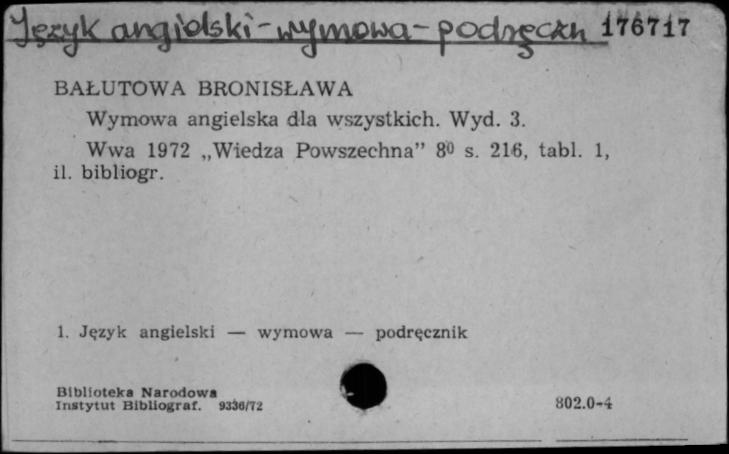 Język angielski - wymowa - podręczn 176717
BAŁUTOWA BRONISŁAWA
Wymowa angielska dla wszystkich. Wyd. 3.
Wwa 1972 „Wiedza Powszechna” 8⁰ s. 216, tabl. 1,
il. bibliogr.
1. Język angielski — wymowa — podręcznik
Biblioteka Narodowa
Instytut Bibliograf. 9336/72
802.0-4